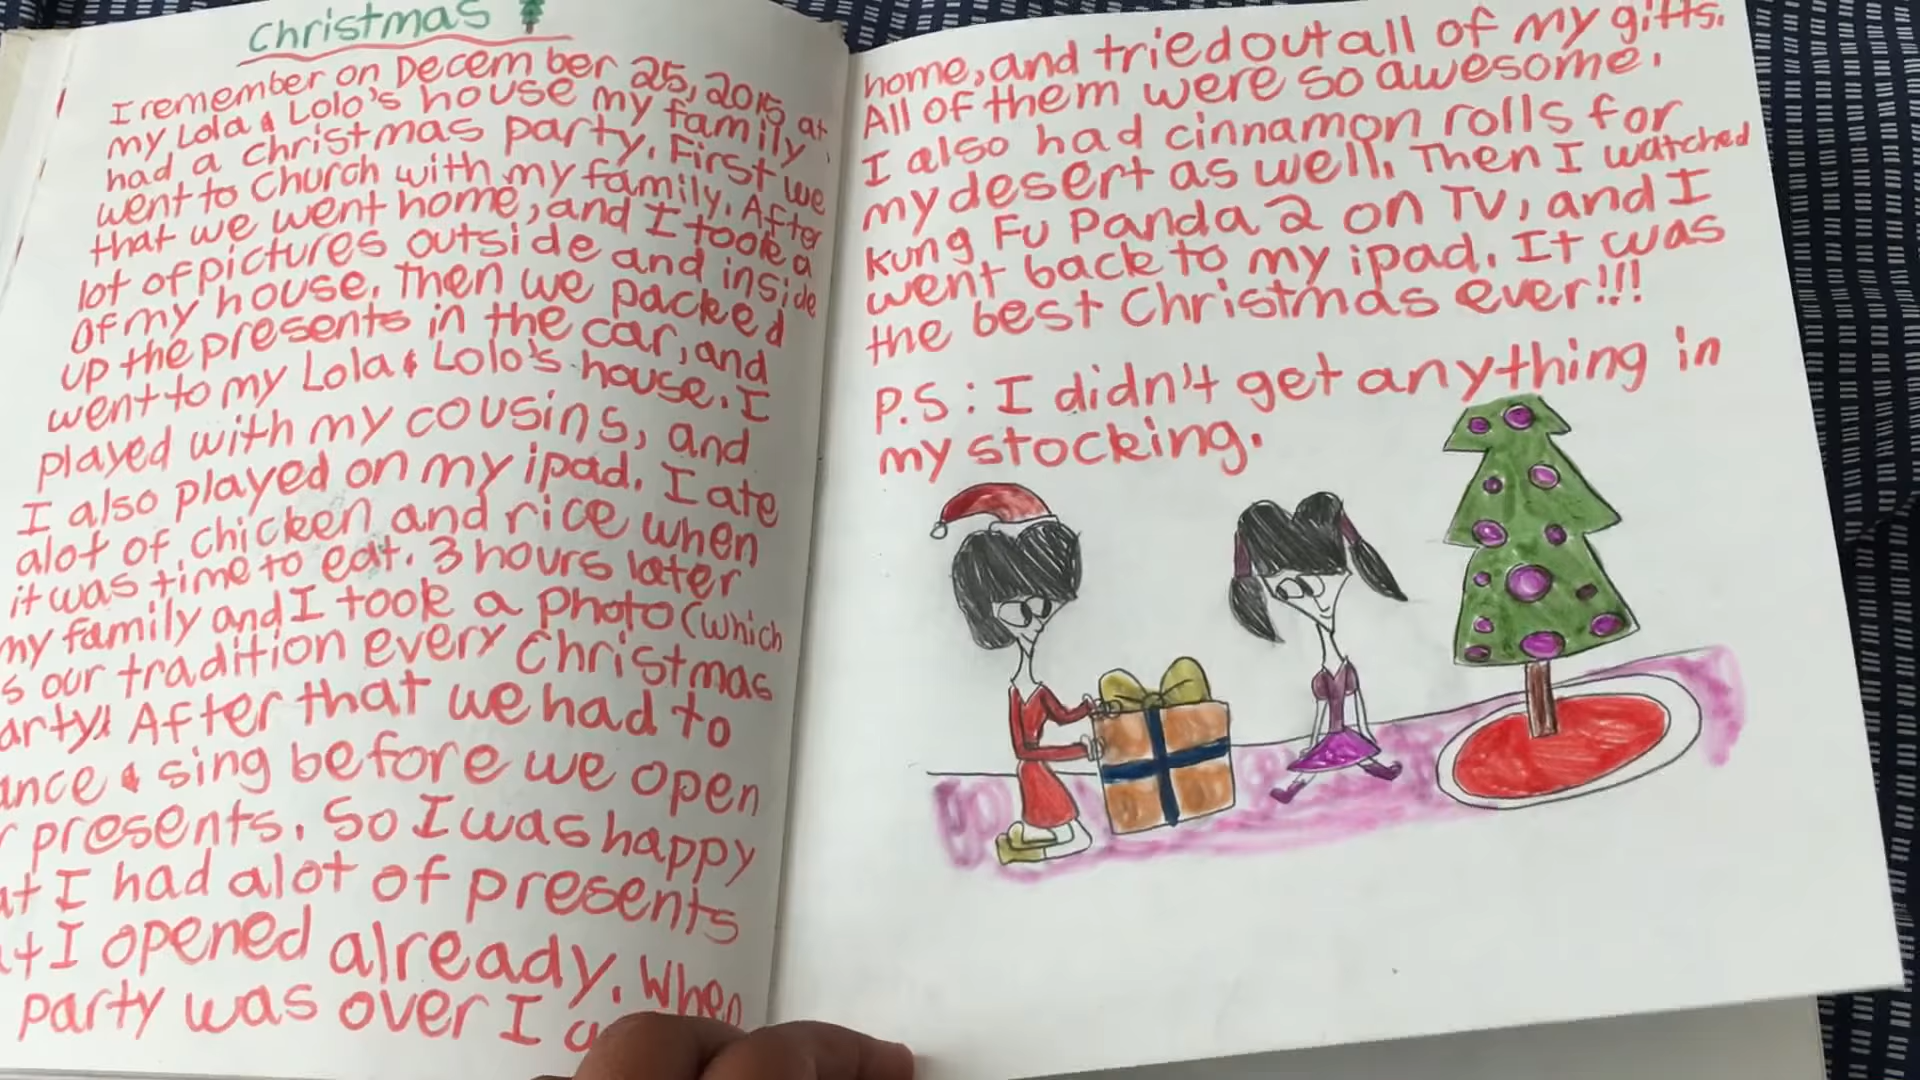 Christmas
I remember on December 25, 2015, at
my Lola & Lolo's house my family
had a christmas party. First we
went to Church with my family. After
that we went home, and I took a
lot of pictures outside and inside
of my house. Then we packed
up the presents in the car, and
went to my Lola & Lolo's house. I
played with my cousins, and
I also played on my ipad. I ate
alot of chicken and rice when
it was time to eat. 3 hours later
my family and I took a photo (which
s our tradition every Christmas
arty. After that we had to
ance & sing before we open
r presents. So I was happy
at I had alot of presents
at I opened already. When
party was over I
home, and tried out all of my gifts.
All of them were so awesome.
I also had cinnamon rolls for
my desert as well. Then I watched
kung Fu Panda 2 on TV, and I
went back to my ipad. It was
the best Christmas ever!!!
P.S: I didn't get anything in
my stocking.